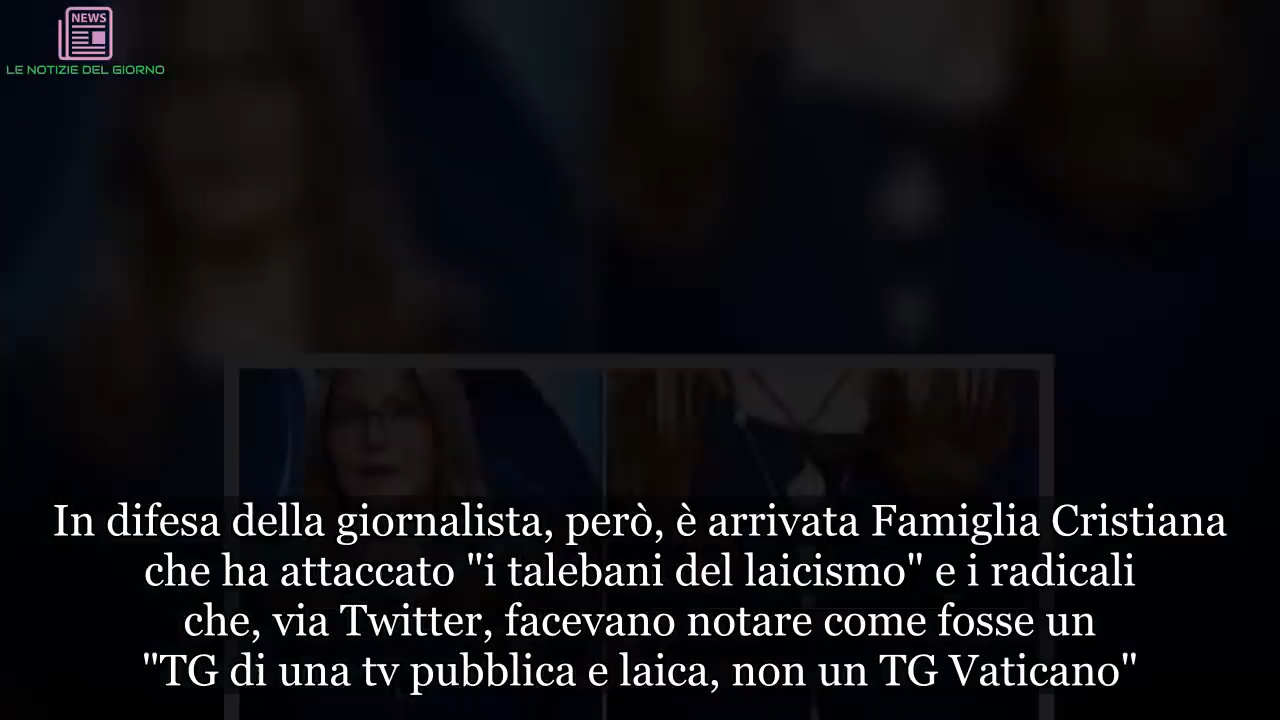 NEWS
LE NOTIZIE DEL GIORNO
In difesa della giornalista, però, è arrivata Famiglia Cristiana
che ha attaccato "i talebani del laicismo" e i radicali
che, via Twitter, facevano notare come fosse un
"TG di una tv pubblica e laica, non un TG Vaticano"